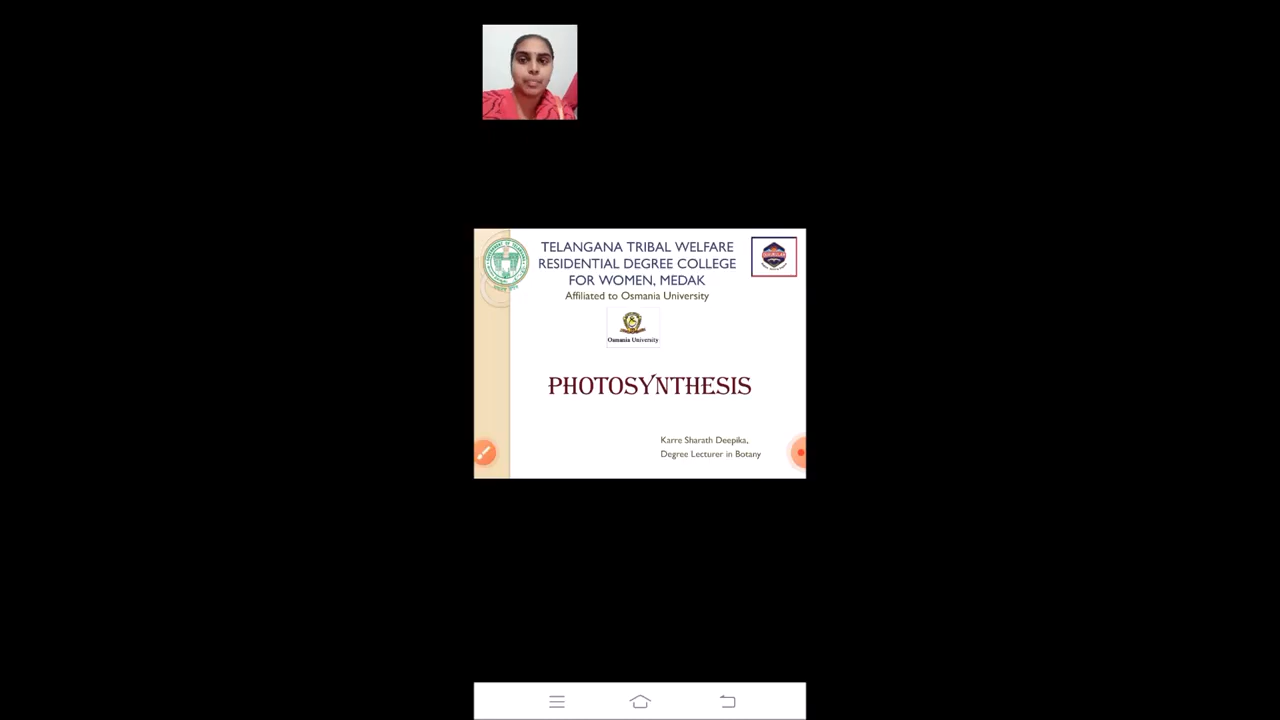 TELANGANA TRIBAL WELFARE
RESIDENTIAL DEGREE COLLEGE
FOR WOMEN, MEDAK
Affiliated to Osmania University
Osmania University
PHOTOSYNTHESIS
Karre Sharath Deepika,
Degree Lecturer in Botany